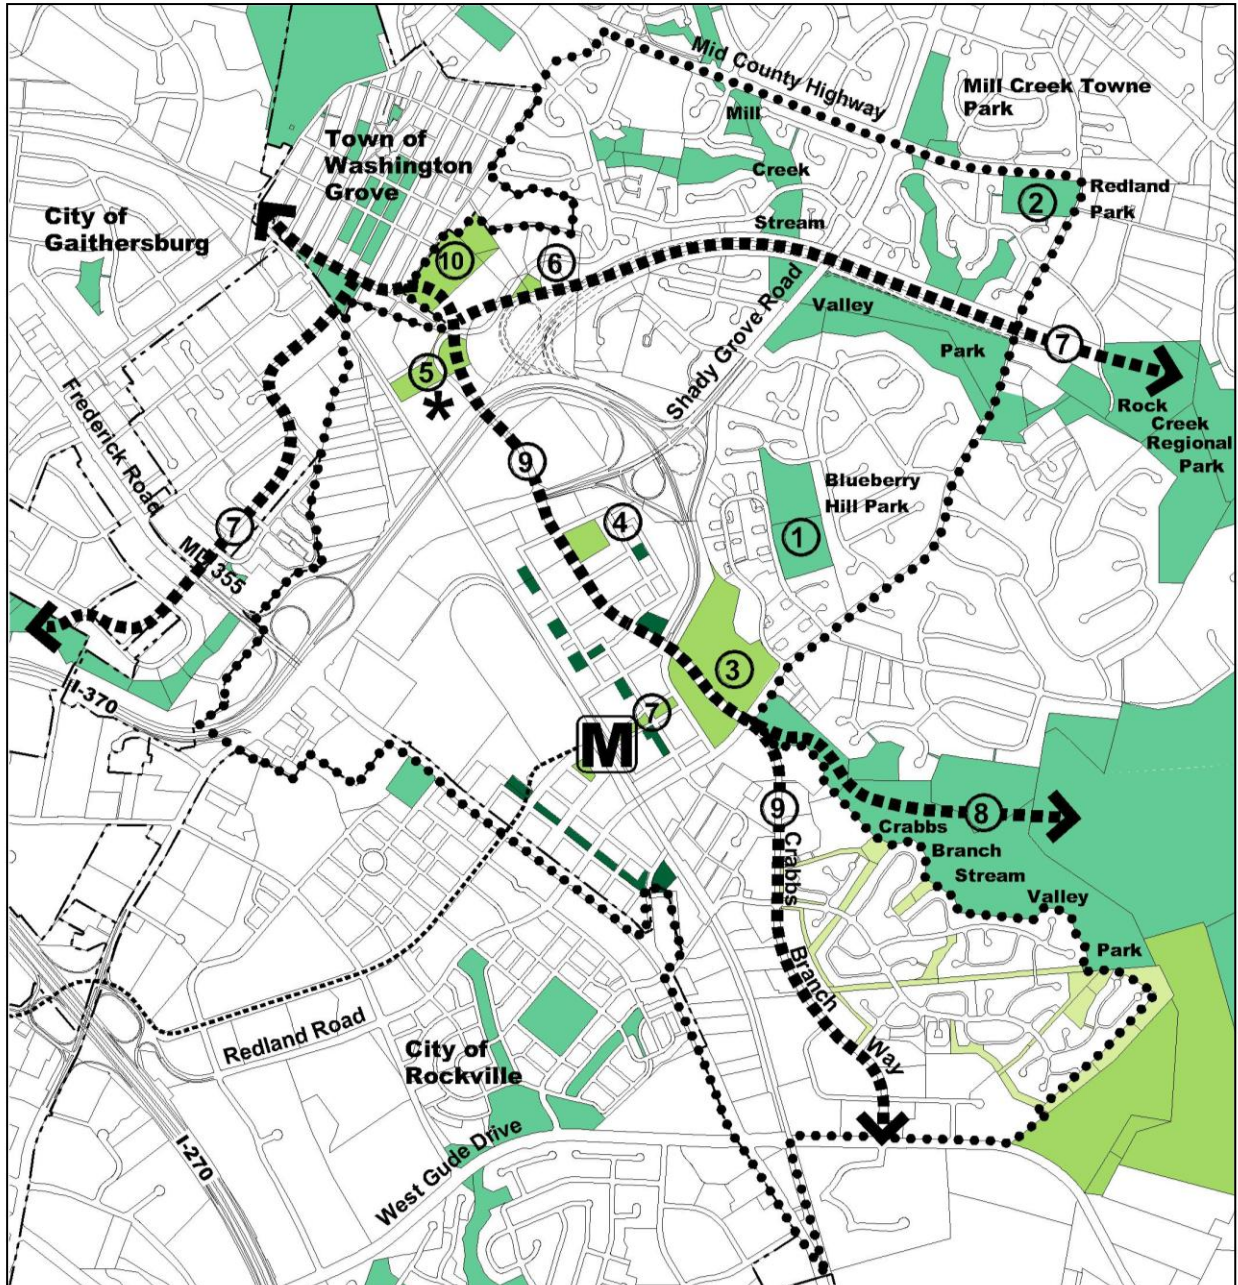 Mid County Highway
Mill Creek Towne
Park
Mill
Town of
Washington
Grove
Creek
Redland
Park
2
City of
Gaithersburg
Stream
10
6
Shady Grove Road
Valley
7
Park
5
*
Rock
Creek
Regional
Park
Frederick Road
9
Blueberry
Hill Park
4
1
7
MD 355
3
I-370
7
M
9
8
Crabbs
Branch
Stream
Valley
Park
Crabbs
Branch
Way
Redland Road
City of
Rockville
West Gude Drive
I-270